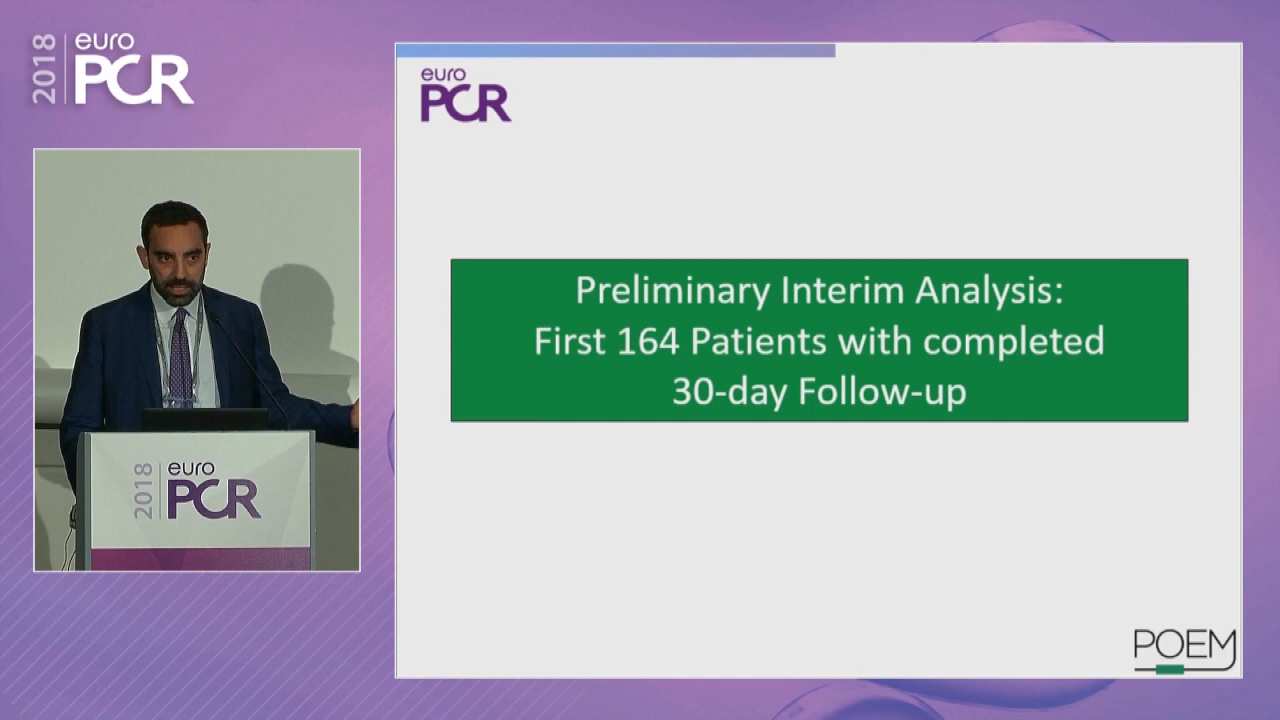 2018
euro
PCR
euro
PCR
Preliminary Interim Analysis:
First 164 Patients with completed
30-day Follow-up
2018
euro
PCR
POEM